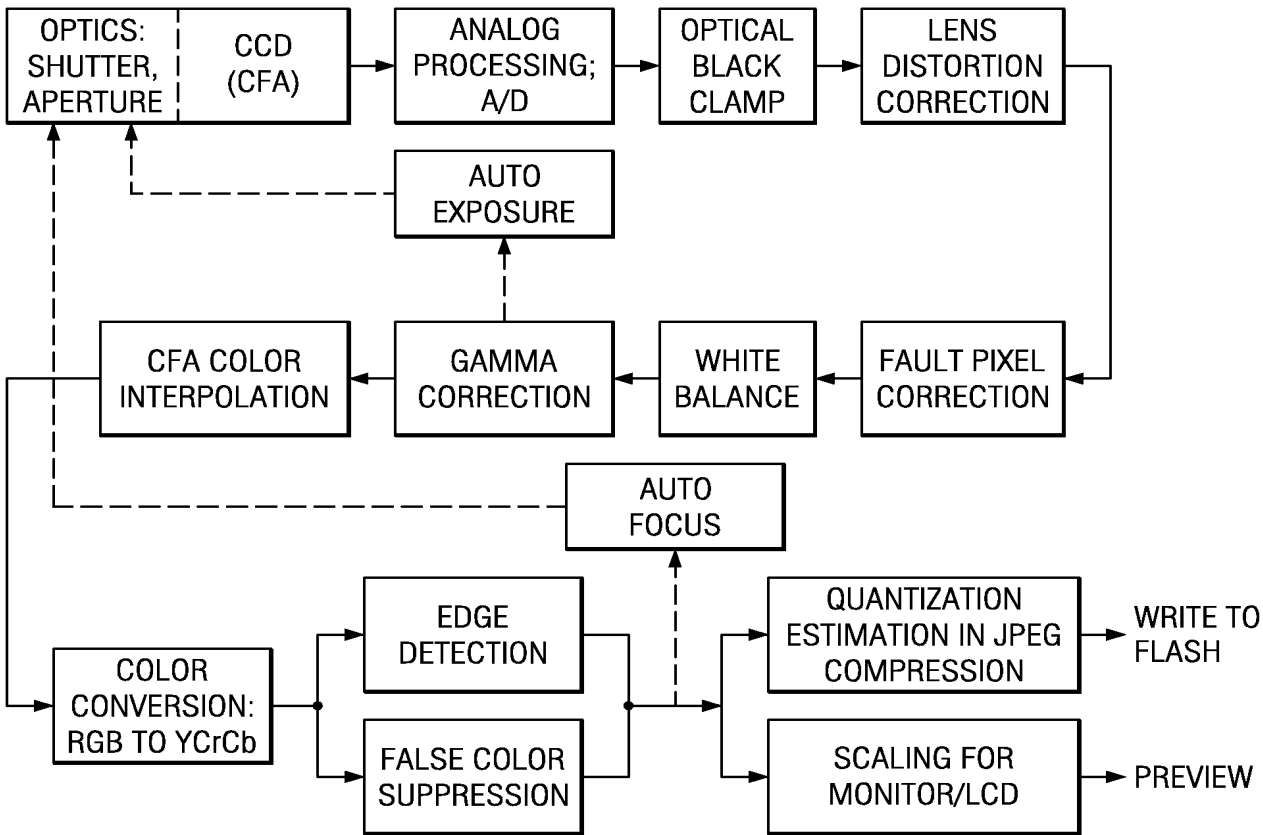 OPTICS:
SHUTTER,
APERTURE
CCD
(CFA)
ANALOG
PROCESSING;
A/D
OPTICAL
BLACK
CLAMP
LENS
DISTORTION
CORRECTION
AUTO
EXPOSURE
CFA COLOR
INTERPOLATION
GAMMA
CORRECTION
WHITE
BALANCE
FAULT PIXEL
CORRECTION
AUTO
FOCUS
COLOR
CONVERSION:
RGB TO YCrCb
EDGE
DETECTION
FALSE COLOR
SUPPRESSION
QUANTIZATION
ESTIMATION IN JPEG
COMPRESSION
WRITE TO
FLASH
SCALING FOR
MONITOR/LCD
PREVIEW